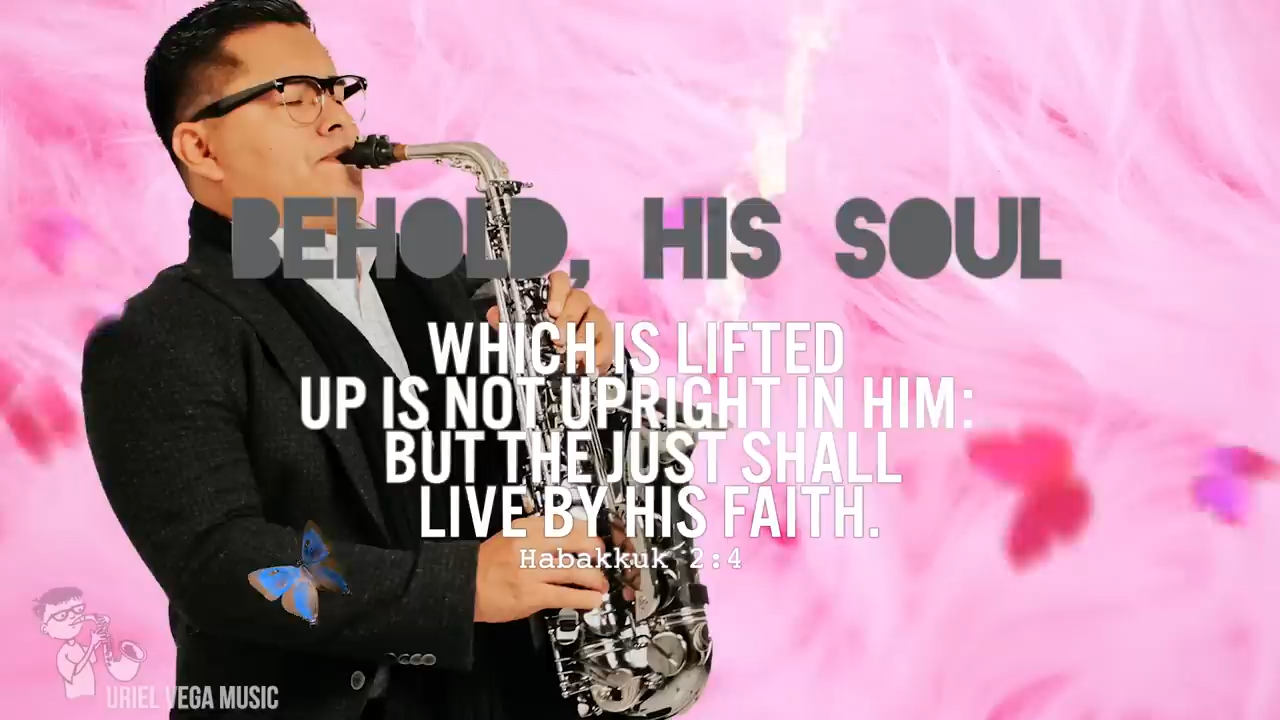 BEHOLD, HIS SOUL
WHICH IS LIFTED
UP IS NOT UPRIGHT IN HIM:
BUT THE JUST SHALL
LIVE BY HIS FAITH.
Habakkuk 2:4
URIEL VEGA MUSIC